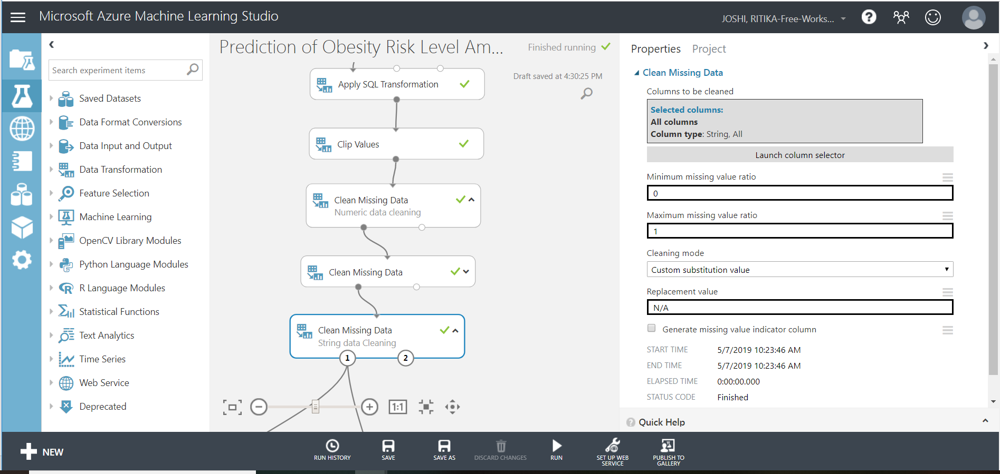 Microsoft Azure Machine Learning Studio
JOSHI, RITIKA-Free-Works...
?
Search experiment items
Saved Datasets
Data Format Conversions
Data Input and Output
Data Transformation
Feature Selection
Machine Learning
OpenCV Library Modules
Python Language Modules
R Language Modules
Statistical Functions
Text Analytics
Time Series
Web Service
Deprecated
Prediction of Obesity Risk Level Am...
Finished running
Draft saved at 4:30:25 PM
Apply SQL Transformation
Clip Values
Clean Missing Data
Numeric data cleaning
Clean Missing Data
Clean Missing Data
String data Cleaning
1
2
1:1
Properties
Project
Clean Missing Data
Columns to be cleaned
Selected columns:
All columns
Column type: String, All
Launch column selector
Minimum missing value ratio
0
Maximum missing value ratio
1
Cleaning mode
Custom substitution value
Replacement value
N/A
Generate missing value indicator column
START TIME 5/7/2019 10:23:46 AM
END TIME 5/7/2019 10:23:46 AM
ELAPSED TIME 0:00:00.000
STATUS CODE Finished
? Quick Help
NEW
RUN HISTORY
SAVE
SAVE AS
DISCARD CHANGES
RUN
SET UP WEB
SERVICE
PUBLISH TO
GALLERY